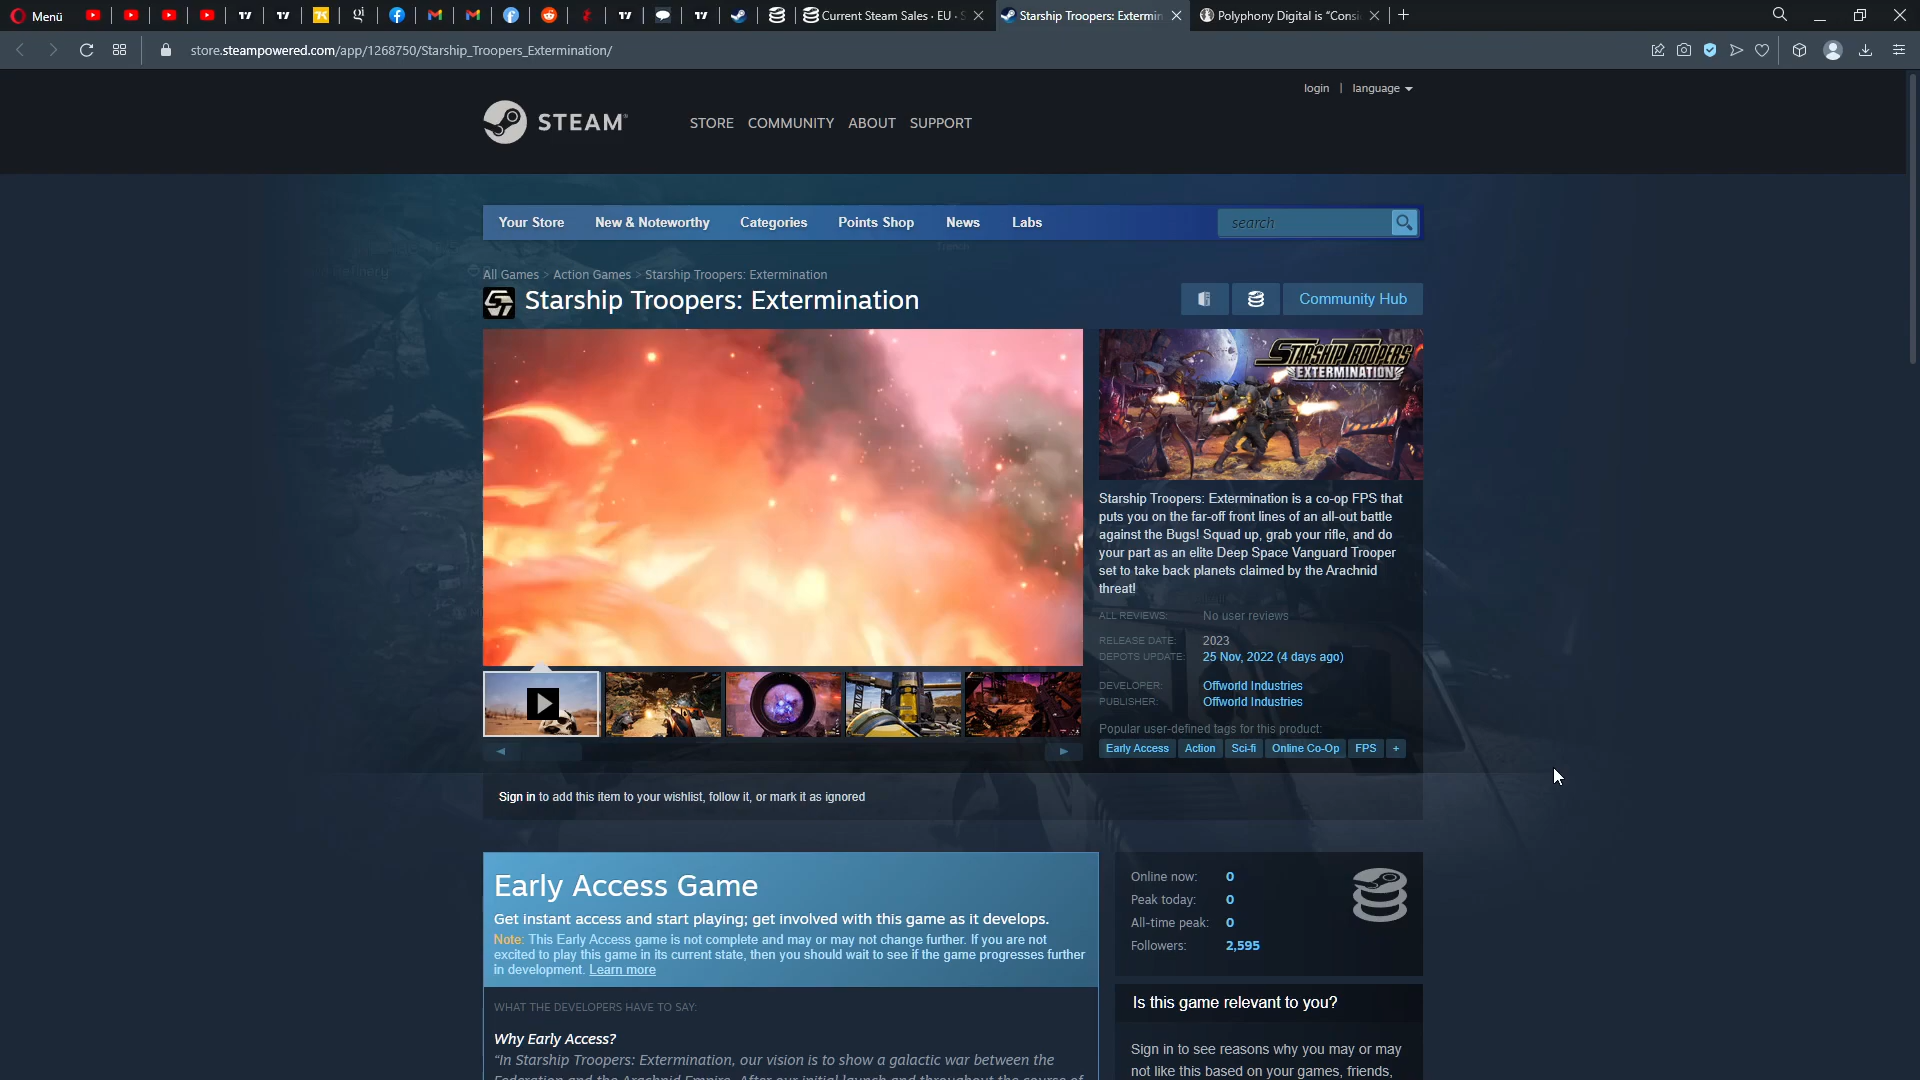 Menü
Current Steam Sales · EU · S
Starship Troopers: Extermin
Polyphony Digital is “Consi
store.steampowered.com/app/1268750/Starship_Troopers_Extermination/
login | language
STEAM
STORE COMMUNITY ABOUT SUPPORT
Your Store New & Noteworthy Categories Points Shop News Labs search
All Games > Action Games > Starship Troopers: Extermination
Starship Troopers: Extermination
Community Hub
STARSHIP TROOPERS
EXTERMINATION
Starship Troopers: Extermination is a co-op FPS that
puts you on the far-off front lines of an all-out battle
against the Bugs! Squad up, grab your rifle, and do
your part as an elite Deep Space Vanguard Trooper
set to take back planets claimed by the Arachnid
threat!
ALL REVIEWS: No user reviews
RELEASE DATE: 2023
DEPOTS UPDATE: 25 Nov, 2022 (4 days ago)
DEVELOPER: Offworld Industries
PUBLISHER: Offworld Industries
Popular user-defined tags for this product:
Early Access Action Sci-fi Online Co-Op FPS +
Sign in to add this item to your wishlist, follow it, or mark it as ignored
Early Access Game
Get instant access and start playing; get involved with this game as it develops.
Note: This Early Access game is not complete and may or may not change further. If you are not
excited to play this game in its current state, then you should wait to see if the game progresses further
in development. Learn more
WHAT THE DEVELOPERS HAVE TO SAY:
Why Early Access?
“In Starship Troopers: Extermination, our vision is to show a galactic war between the
Federation and the Arachnid Empire. After our initial launch and throughout the course of
Online now: 0
Peak today: 0
All-time peak: 0
Followers: 2,595
Is this game relevant to you?
Sign in to see reasons why you may or may
not like this based on your games, friends,